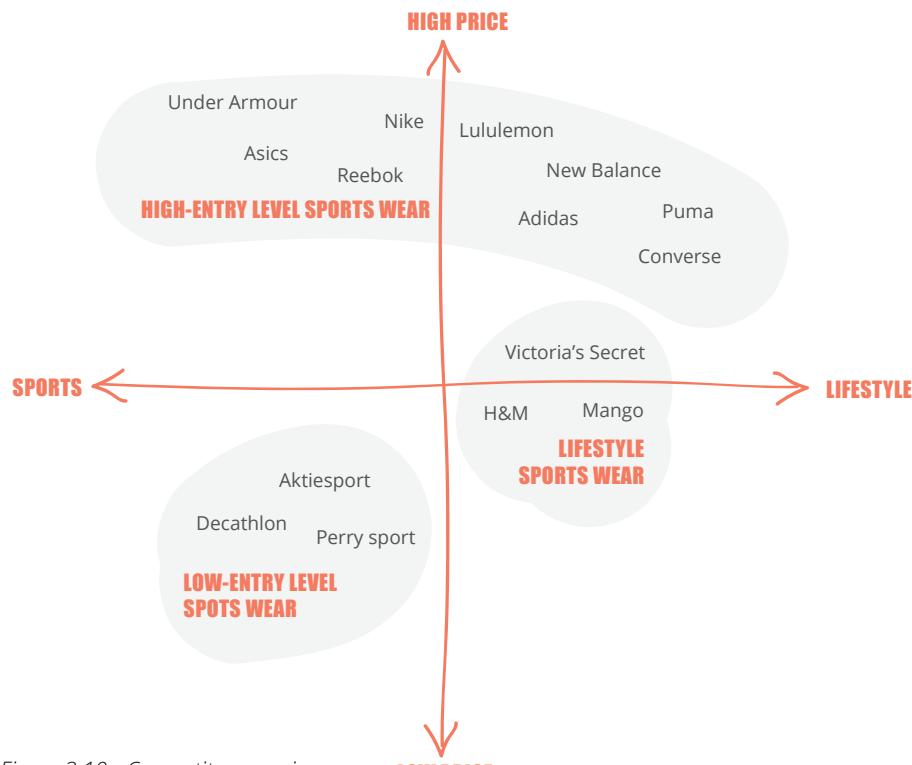 HIGH PRICE
Under Armour
Nike
Lululemon
Asics
Reebok
New Balance
HIGH-ENTRY LEVEL SPORTS WEAR
Adidas
Puma
Converse
Victoria's Secret
SPORTS
LIFESTYLE
H&M
Mango
LIFESTYLE
SPORTS WEAR
Aktiesport
Decathlon
Perry sport
LOW-ENTRY LEVEL
SPOTS WEAR